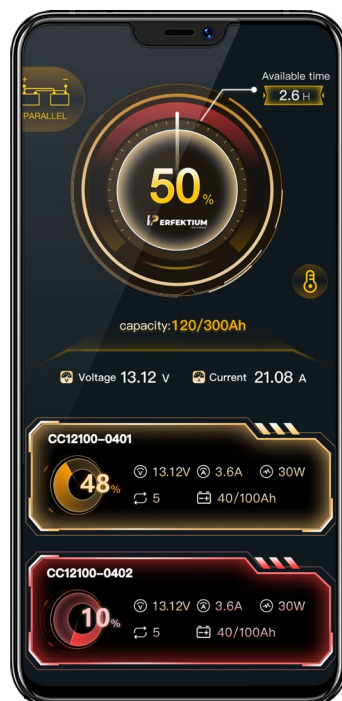 Available time
2.6 H
+ −
PARALLEL
50%
PERFEKTIUM
capacity:120/300Ah
Voltage 13.12 V Current 21.08 A
CC12100-0401
48%
13.12V 3.6A 30W
5 40/100Ah
CC12100-0402
10%
13.12V 3.6A 30W
5 40/100Ah